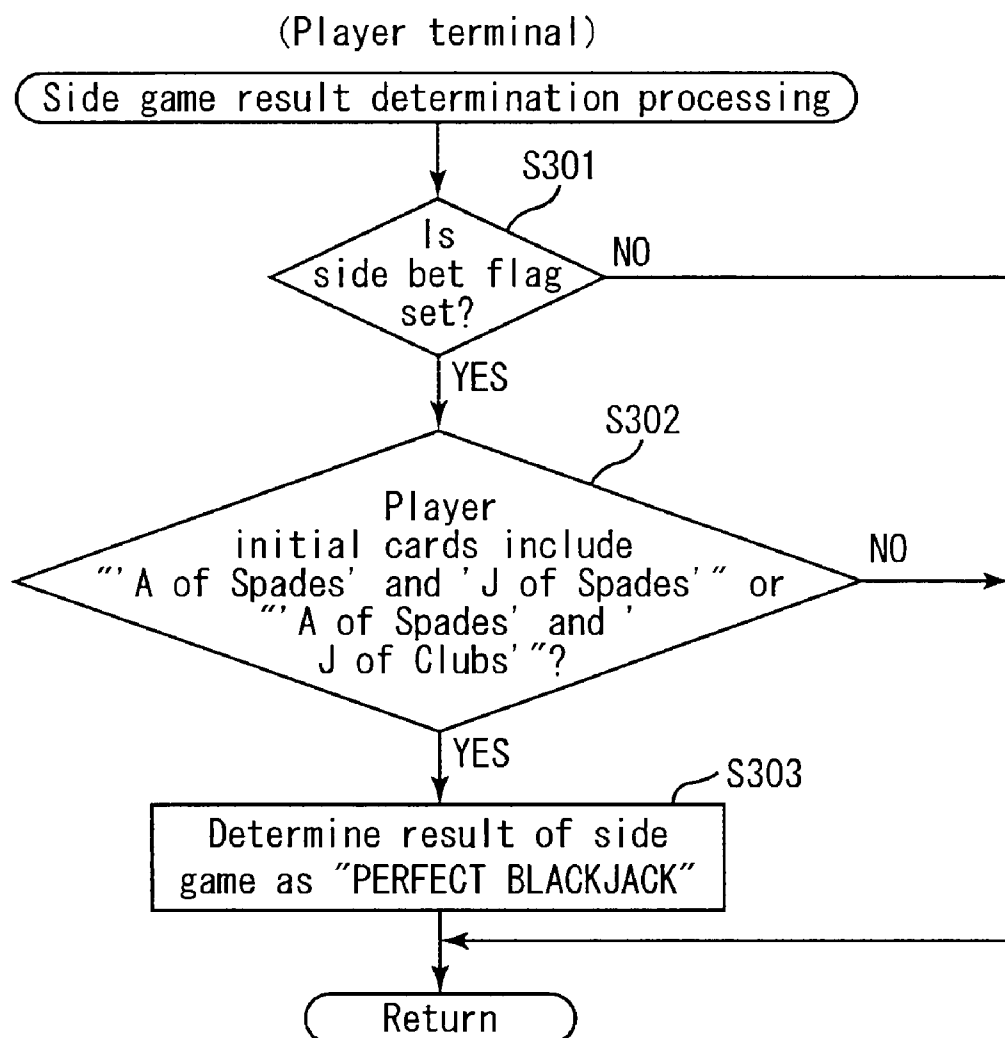 (Player terminal)
Side game result determination processing
S301
Is
side bet flag
set?
NO
YES
S302
Player
initial cards include
"'A of Spades' and 'J of Spades'" or
"'A of Spades' and '
J of Clubs'"?
NO
YES
S303
Determine result of side
game as "PERFECT BLACKJACK"
Return